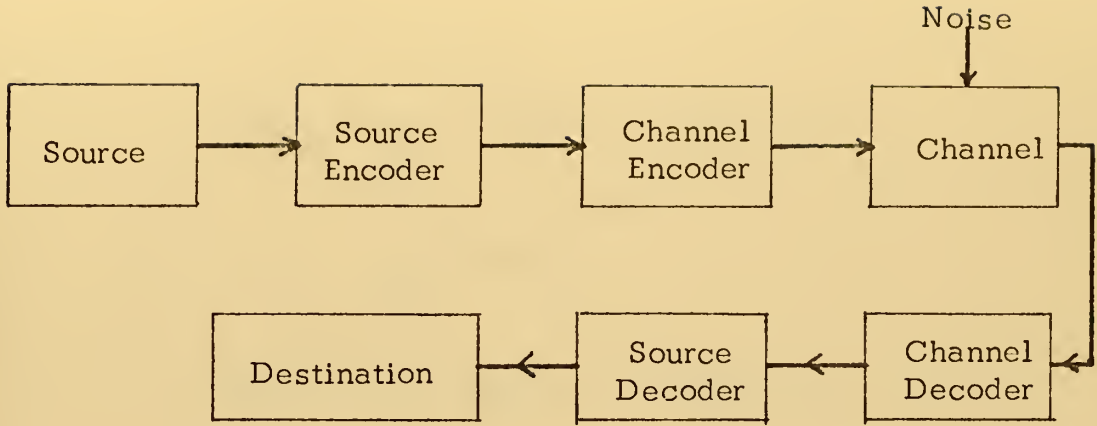 Noise
Source
Source
Encoder
Channel
Encoder
Channel
Destination
Source
Decoder
Channel
Decoder